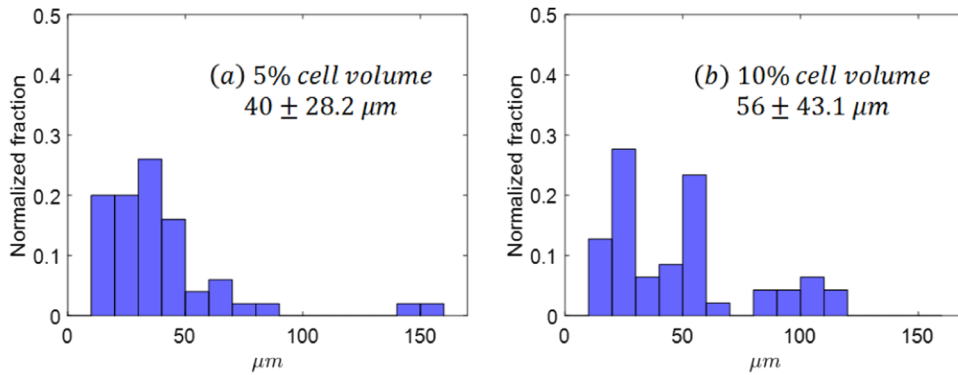 0.5
0.4
0.3
0.2
0.1
0
Normalized fraction
(a) 5% cell volume
40 ± 28.2 μm
0 50 100 150
μm
0.5
0.4
0.3
0.2
0.1
0
Normalized fraction
(b) 10% cell volume
56 ± 43.1 μm
0 50 100 150
μm